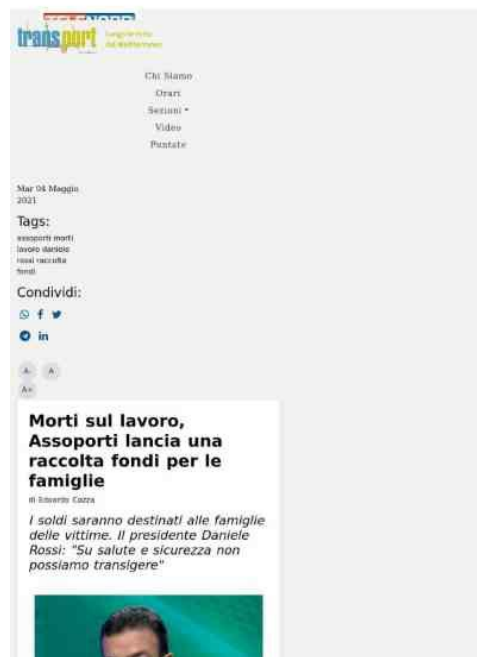 TELENORD
transport
Chi Siamo
Orari
Sezioni
Video
Puntate
Mar 04 Maggio
2021
Tags:
assoporti morti
lavoro daniele
rossi raccolta
fondi
Condividi:
A-
A
A+
Morti sul lavoro,
Assoporti lancia una
raccolta fondi per le
famiglie
di Edoardo Cozza
I soldi saranno destinati alle famiglie
delle vittime. Il presidente Daniele
Rossi: "Su salute e sicurezza non
possiamo transigere"